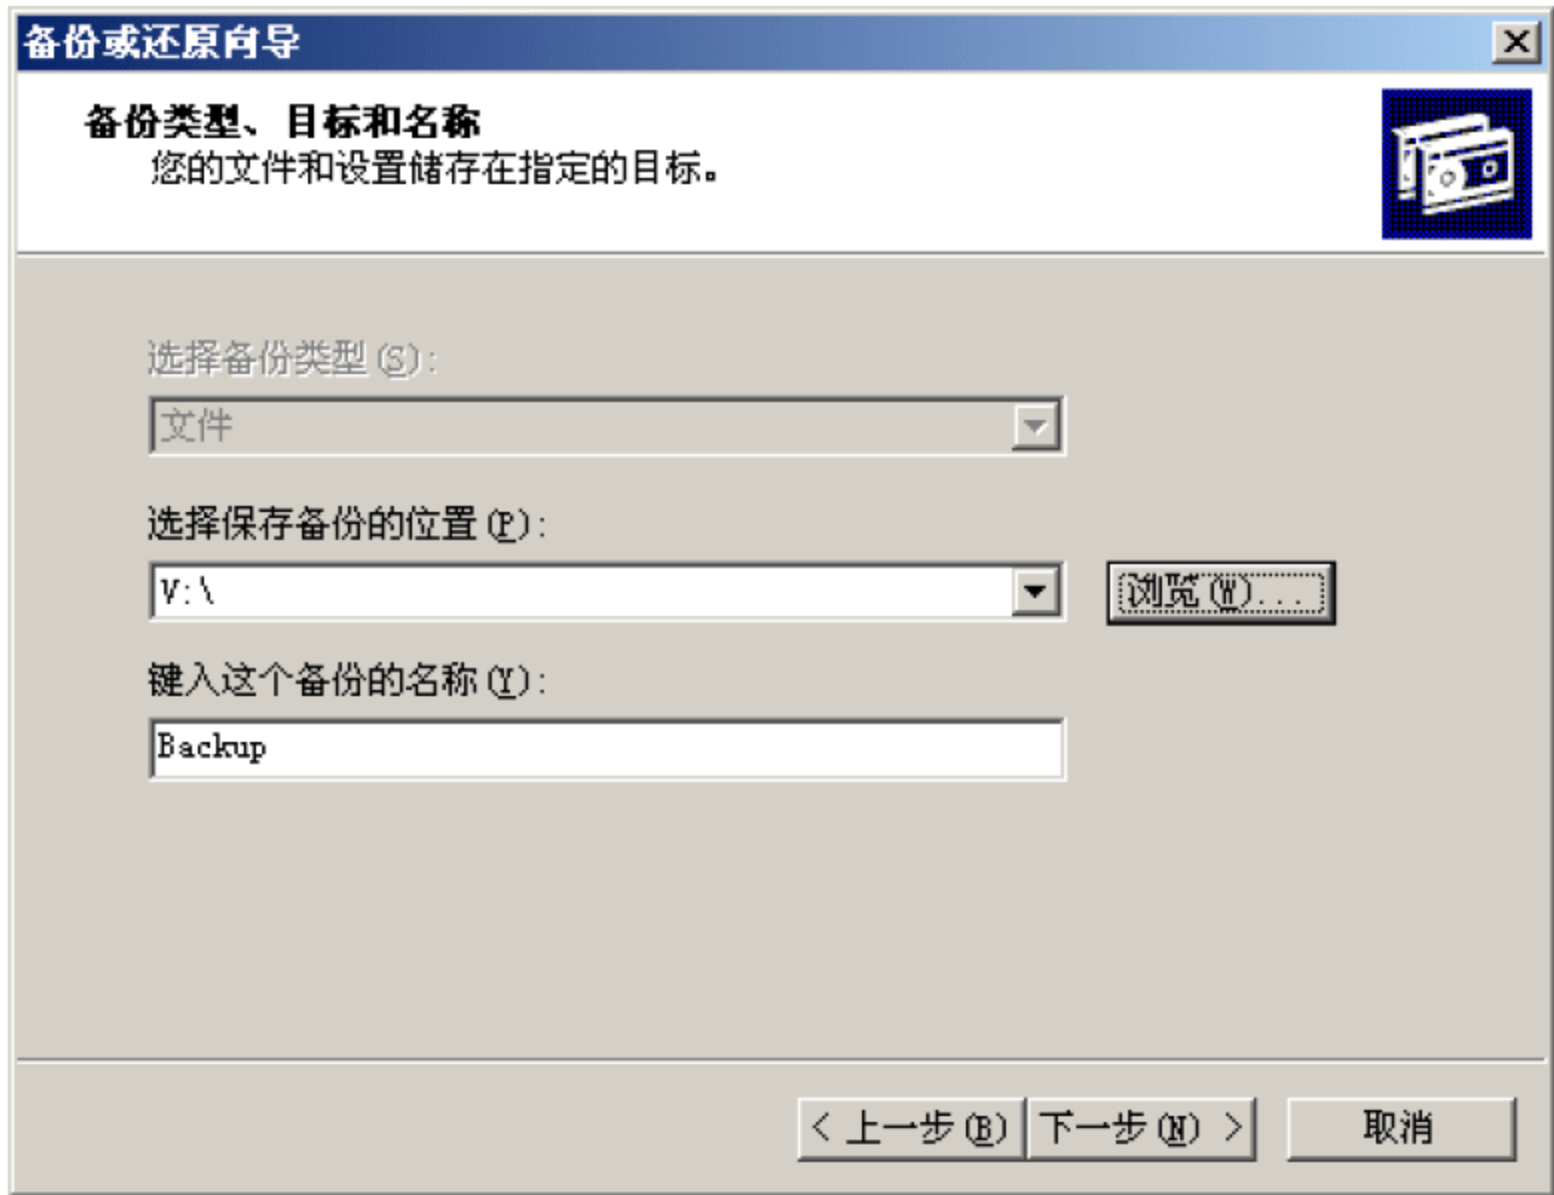 备份或还原向导
备份类型、目标和名称
您的文件和设置储存在指定的目标。
选择备份类型(S):
文件
选择保存备份的位置(P):
V:\
浏览(W)...
键入这个备份的名称(Y):
Backup
< 上一步(B)
下一步(N) >
取消